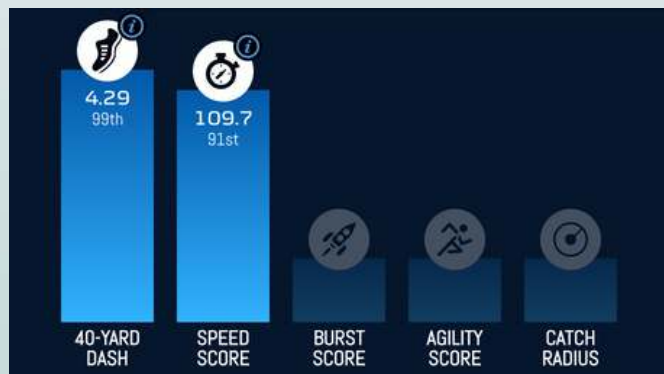 4.29
99th
109.7
91st
40-YARD
DASH
SPEED
SCORE
BURST
SCORE
AGILITY
SCORE
CATCH
RADIUS